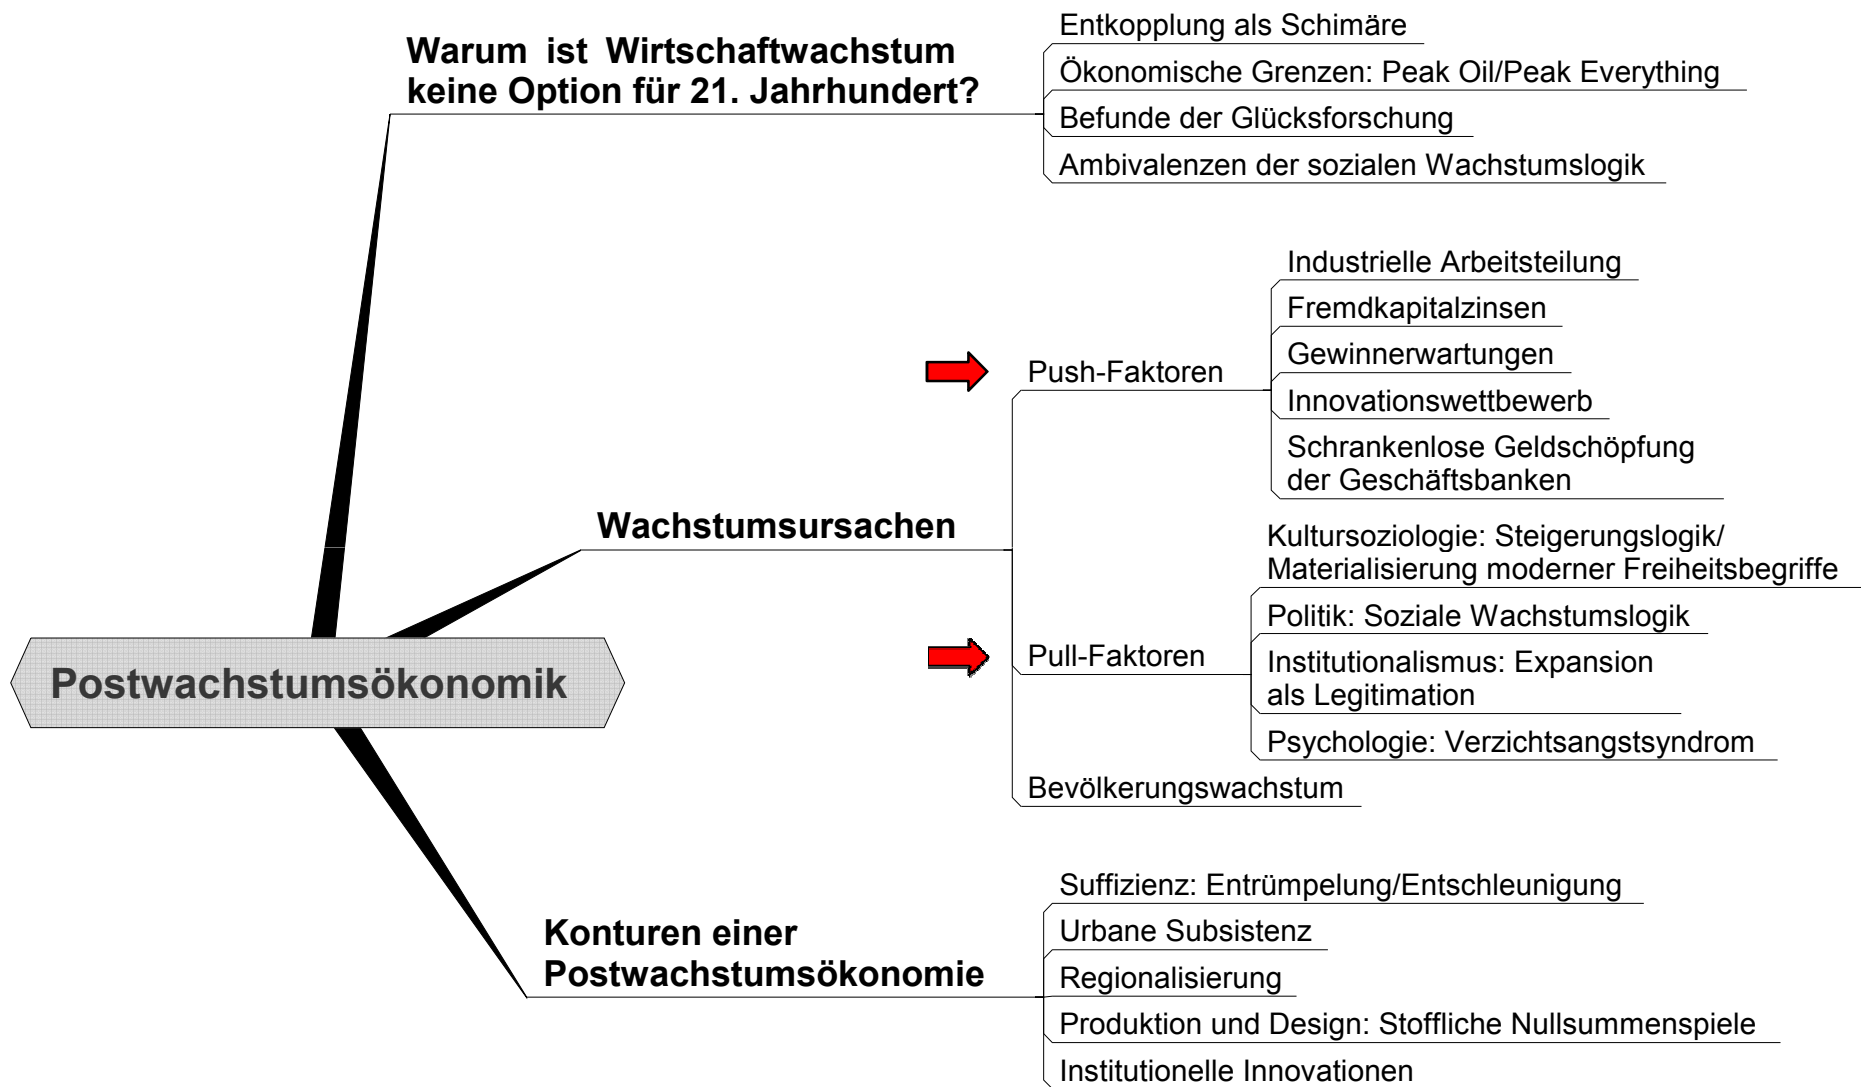 Warum ist Wirtschaftwachstum
keine Option für 21. Jahrhundert?
Entkopplung als Schimäre
Ökonomische Grenzen: Peak Oil/Peak Everything
Befunde der Glücksforschung
Ambivalenzen der sozialen Wachstumslogik
Wachstumsursachen
Push-Faktoren
Industrielle Arbeitsteilung
Fremdkapitalzinsen
Gewinnerwartungen
Innovationswettbewerb
Schrankenlose Geldschöpfung
der Geschäftsbanken
Pull-Faktoren
Kultursoziologie: Steigerungslogik/
Materialisierung moderner Freiheitsbegriffe
Politik: Soziale Wachstumslogik
Institutionalismus: Expansion
als Legitimation
Psychologie: Verzichtsangstsyndrom
Bevölkerungswachstum
Postwachstumsökonomik
Konturen einer
Postwachstumsökonomie
Suffizienz: Entrümpelung/Entschleunigung
Urbane Subsistenz
Regionalisierung
Produktion und Design: Stoffliche Nullsummenspiele
Institutionelle Innovationen